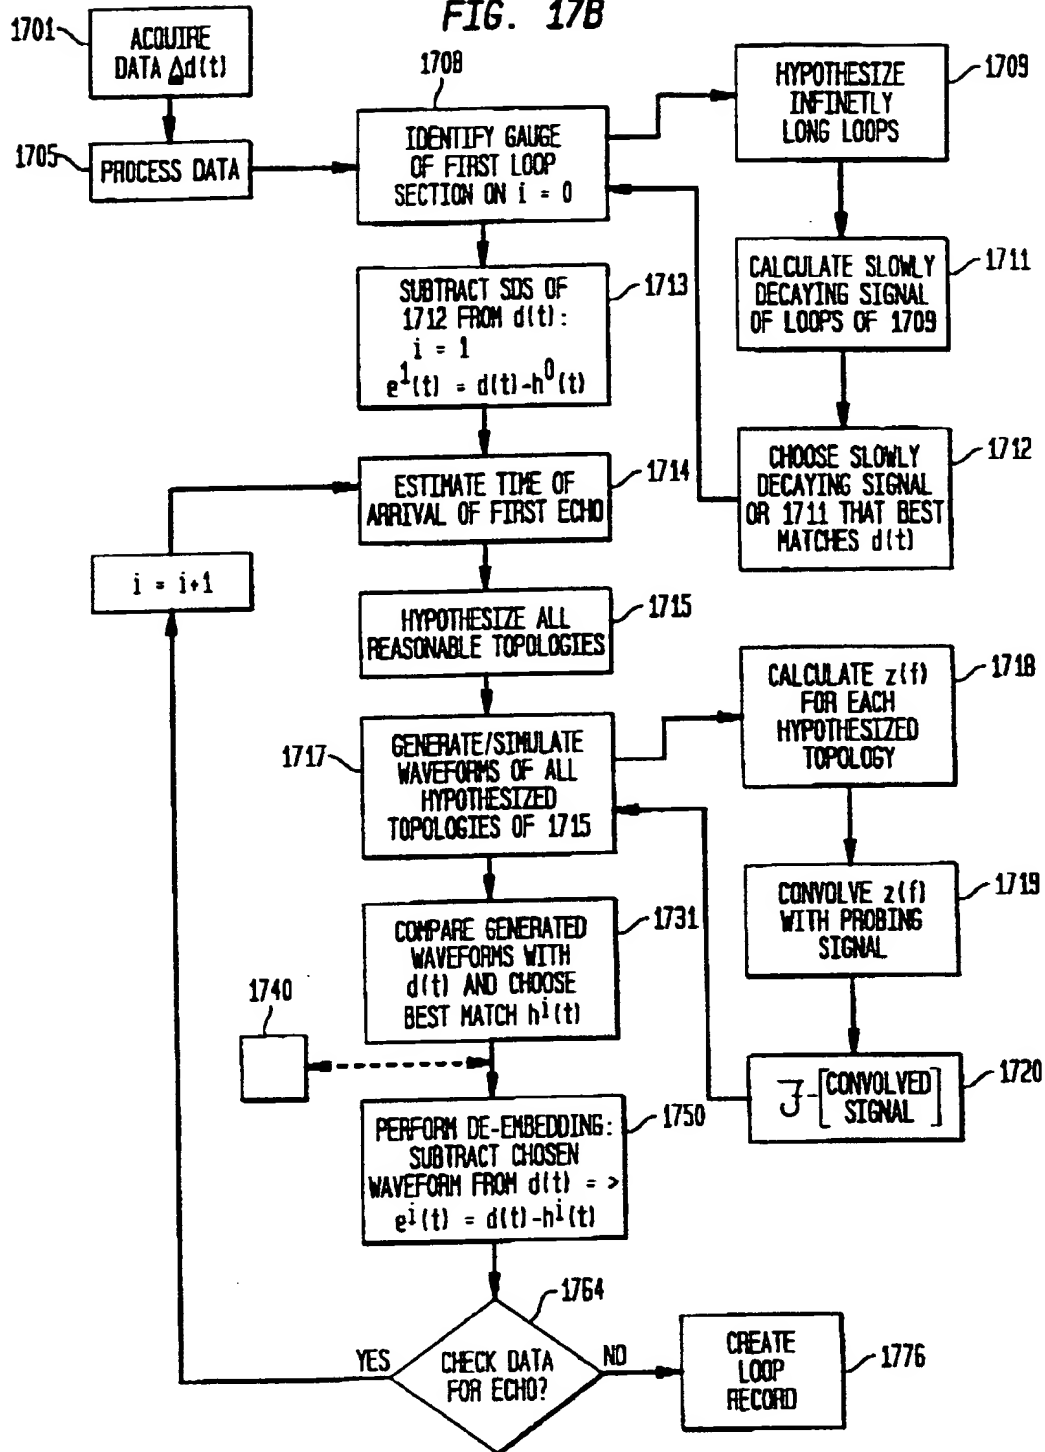 FIG. 17B
1701
ACQUIRE
DATA Δd(t)
1705
PROCESS DATA
1708
IDENTIFY GAUGE
OF FIRST LOOP
SECTION ON i = 0
1709
HYPOTHESIZE
INFINETLY
LONG LOOPS
1711
CALCULATE SLOWLY
DECAYING SIGNAL
OF LOOPS OF 1709
1712
CHOOSE SLOWLY
DECAYING SIGNAL
OR 1711 THAT BEST
MATCHES d(t)
1713
SUBTRACT SDS OF
1712 FROM d(t):
i = 1
e¹(t) = d(t)-h⁰(t)
1714
ESTIMATE TIME OF
ARRIVAL OF FIRST ECHO
i = i+1
1715
HYPOTHESIZE ALL
REASONABLE TOPOLOGIES
1717
GENERATE/SIMULATE
WAVEFORMS OF ALL
HYPOTHESIZED
TOPOLOGIES OF 1715
1718
CALCULATE z(f)
FOR EACH
HYPOTHESIZED
TOPOLOGY
1719
CONVOLVE z(f)
WITH PROBING
SIGNAL
1720
ℱ-[CONVOLVED
SIGNAL]
1731
COMPARE GENERATED
WAVEFORMS WITH
d(t) AND CHOOSE
BEST MATCH hⁱ(t)
1740
1750
PERFORM DE-EMBEDDING:
SUBTRACT CHOSEN
WAVEFORM FROM d(t) = >
eⁱ(t) = d(t)-hⁱ(t)
1764
CHECK DATA
FOR ECHO?
YES
NO
1776
CREATE
LOOP
RECORD